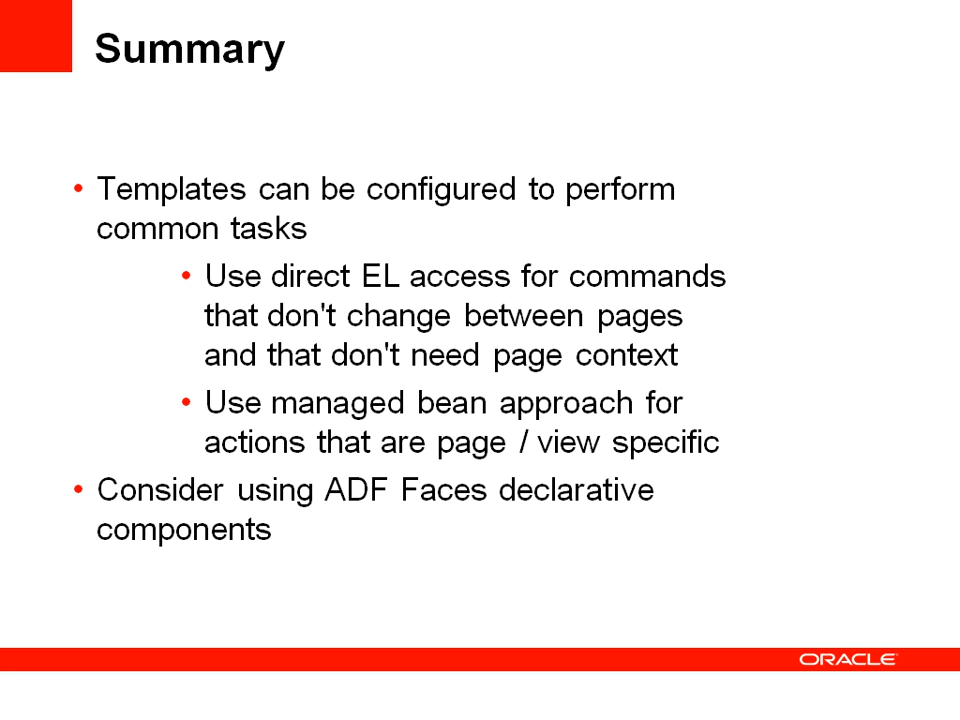 Summary
• Templates can be configured to perform
common tasks
• Use direct EL access for commands
that don't change between pages
and that don't need page context
• Use managed bean approach for
actions that are page / view specific
• Consider using ADF Faces declarative
components
ORACLE